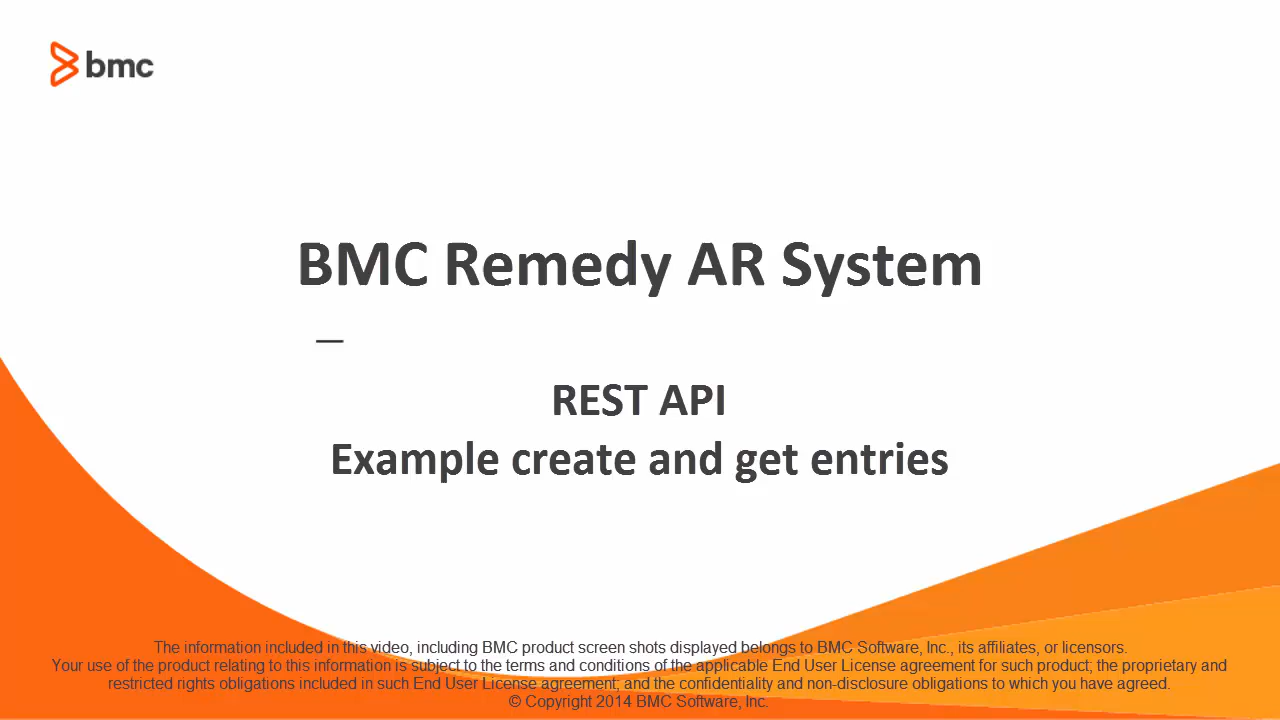 bmc
BMC Remedy AR System
—
REST API
Example create and get entries
The information included in this video, including BMC product screen shots displayed belongs to BMC Software, Inc., its affiliates, or licensors.
Your use of the product relating to this information is subject to the terms and conditions of the applicable End User License agreement for such product; the proprietary and
restricted rights obligations included in such End User License agreement; and the confidentiality and non-disclosure obligations to which you have agreed.
© Copyright 2014 BMC Software, Inc.